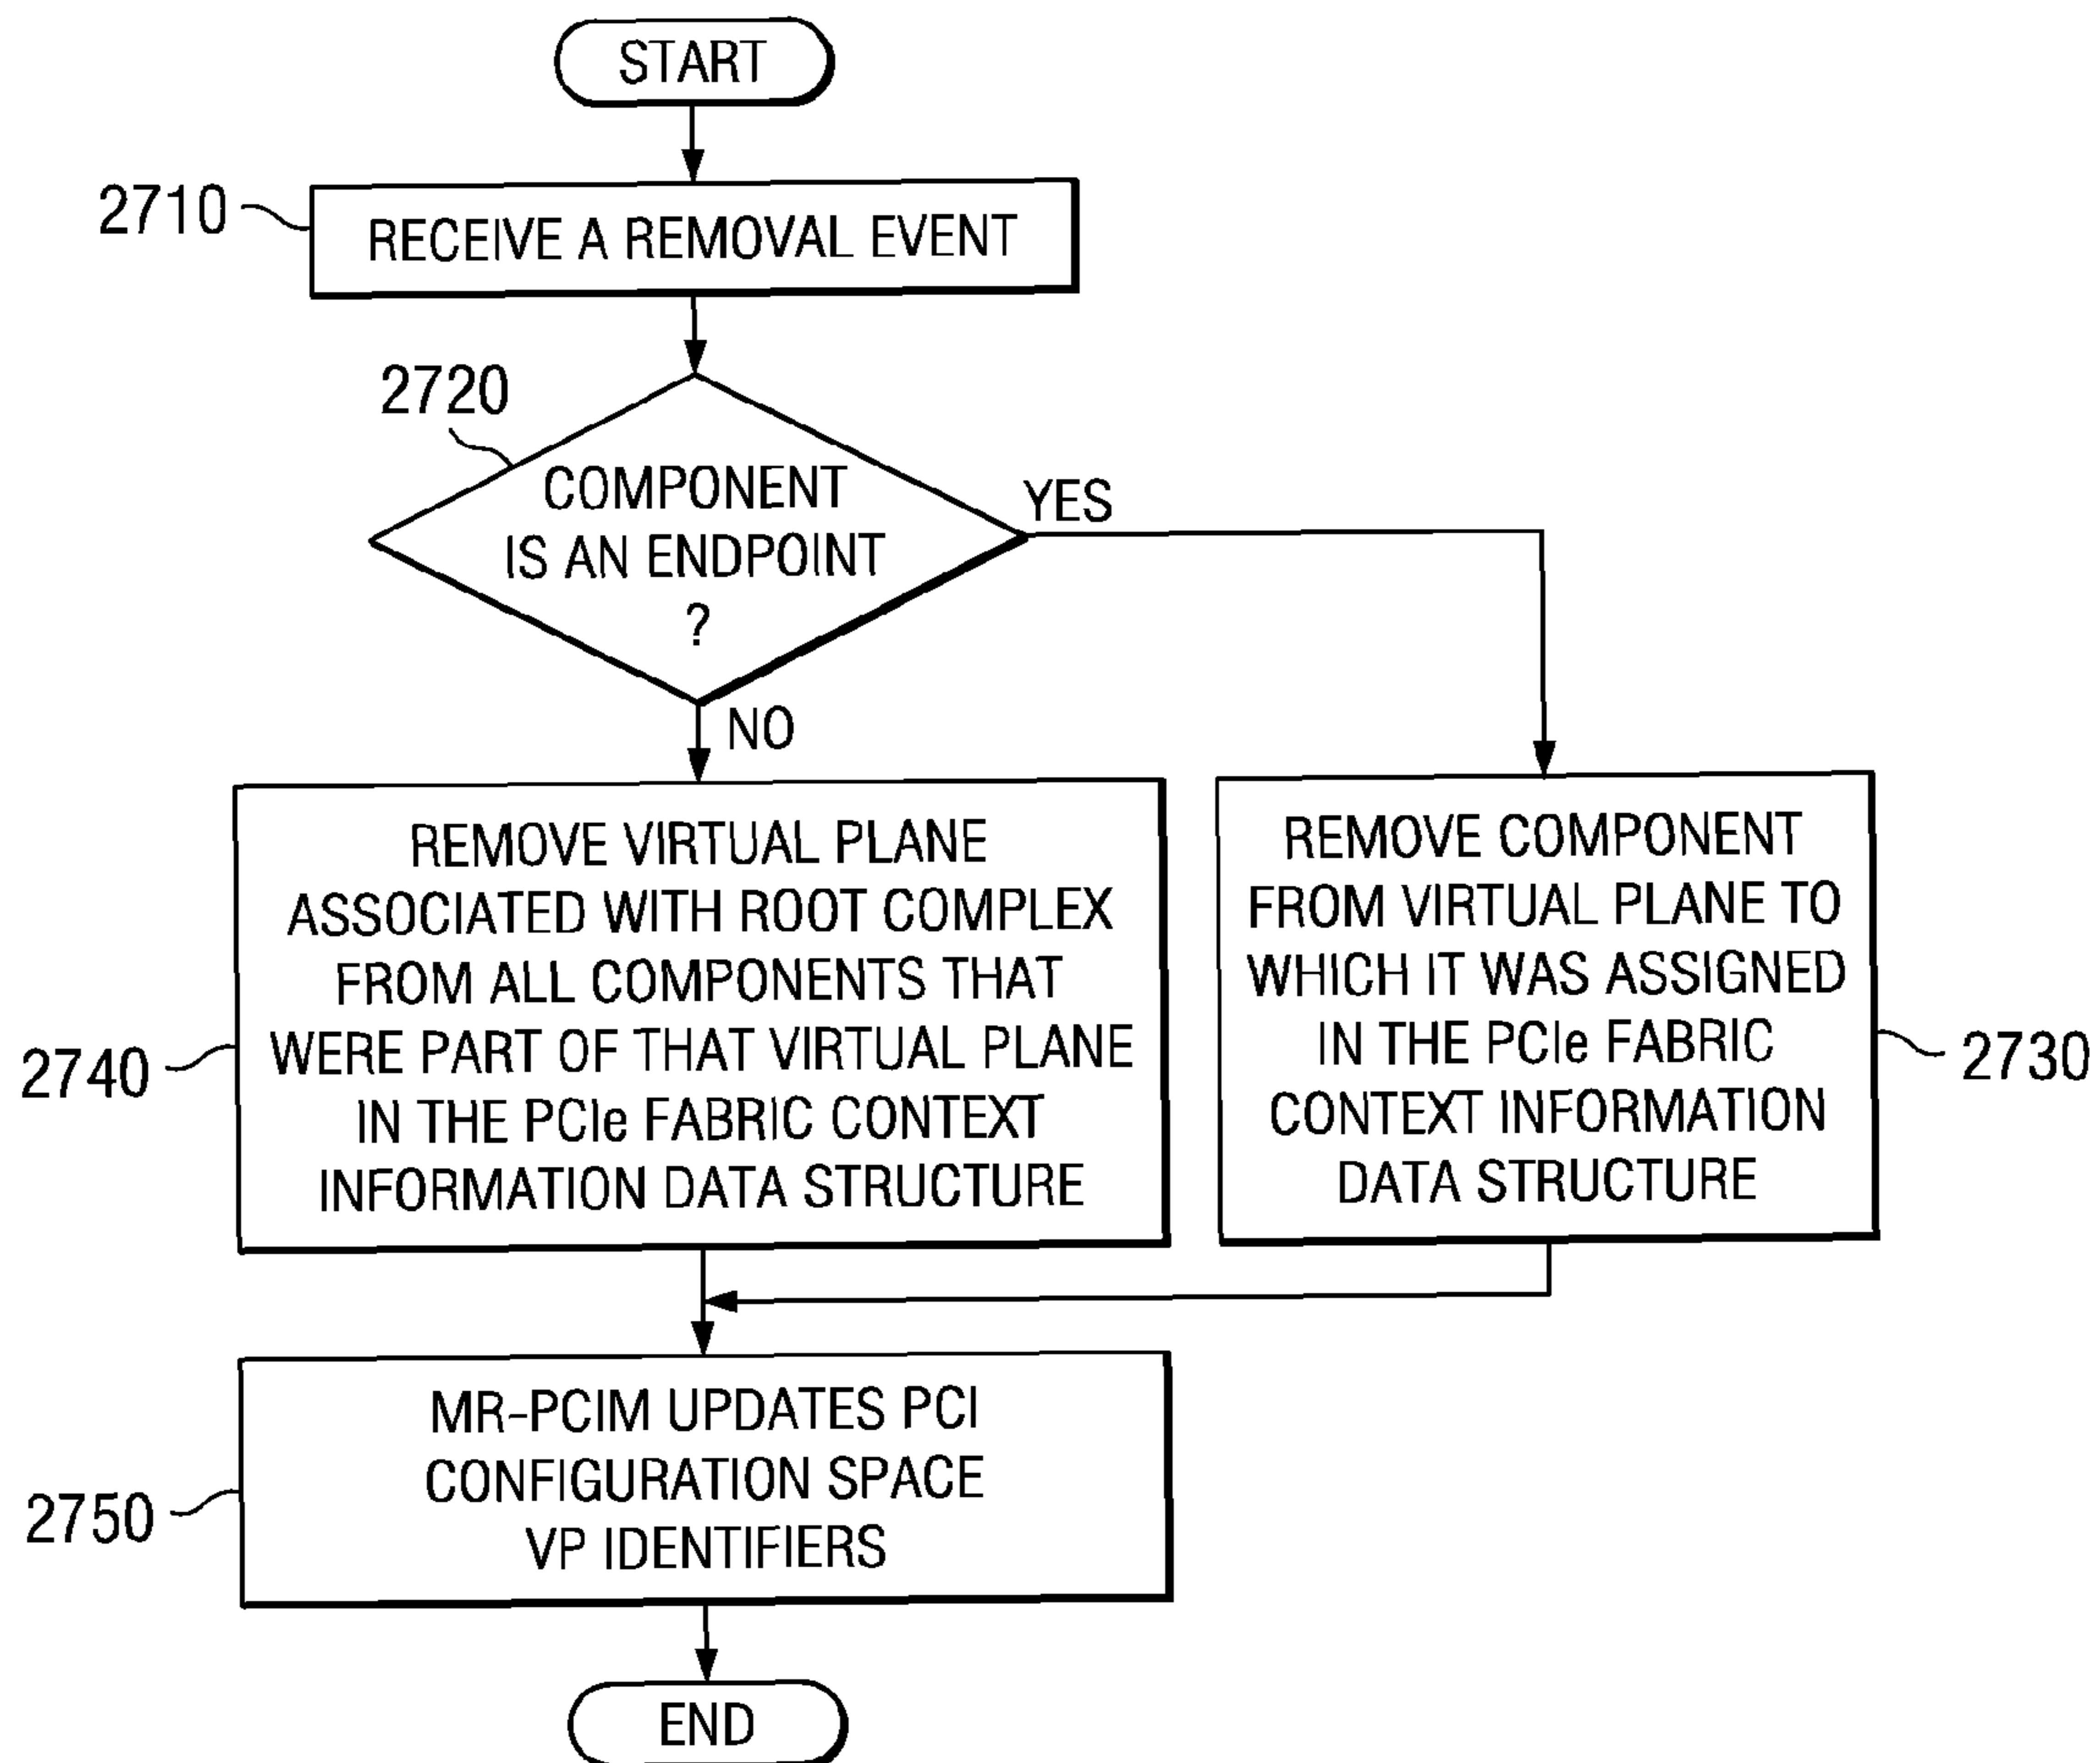 START
2710
RECEIVE A REMOVAL EVENT
2720
COMPONENT
IS AN ENDPOINT
?
YES
NO
REMOVE VIRTUAL PLANE
ASSOCIATED WITH ROOT COMPLEX
FROM ALL COMPONENTS THAT
WERE PART OF THAT VIRTUAL PLANE
IN THE PCIe FABRIC CONTEXT
INFORMATION DATA STRUCTURE
2740
REMOVE COMPONENT
FROM VIRTUAL PLANE TO
WHICH IT WAS ASSIGNED
IN THE PCIe FABRIC
CONTEXT INFORMATION
DATA STRUCTURE
2730
MR-PCIM UPDATES PCI
CONFIGURATION SPACE
VP IDENTIFIERS
2750
END